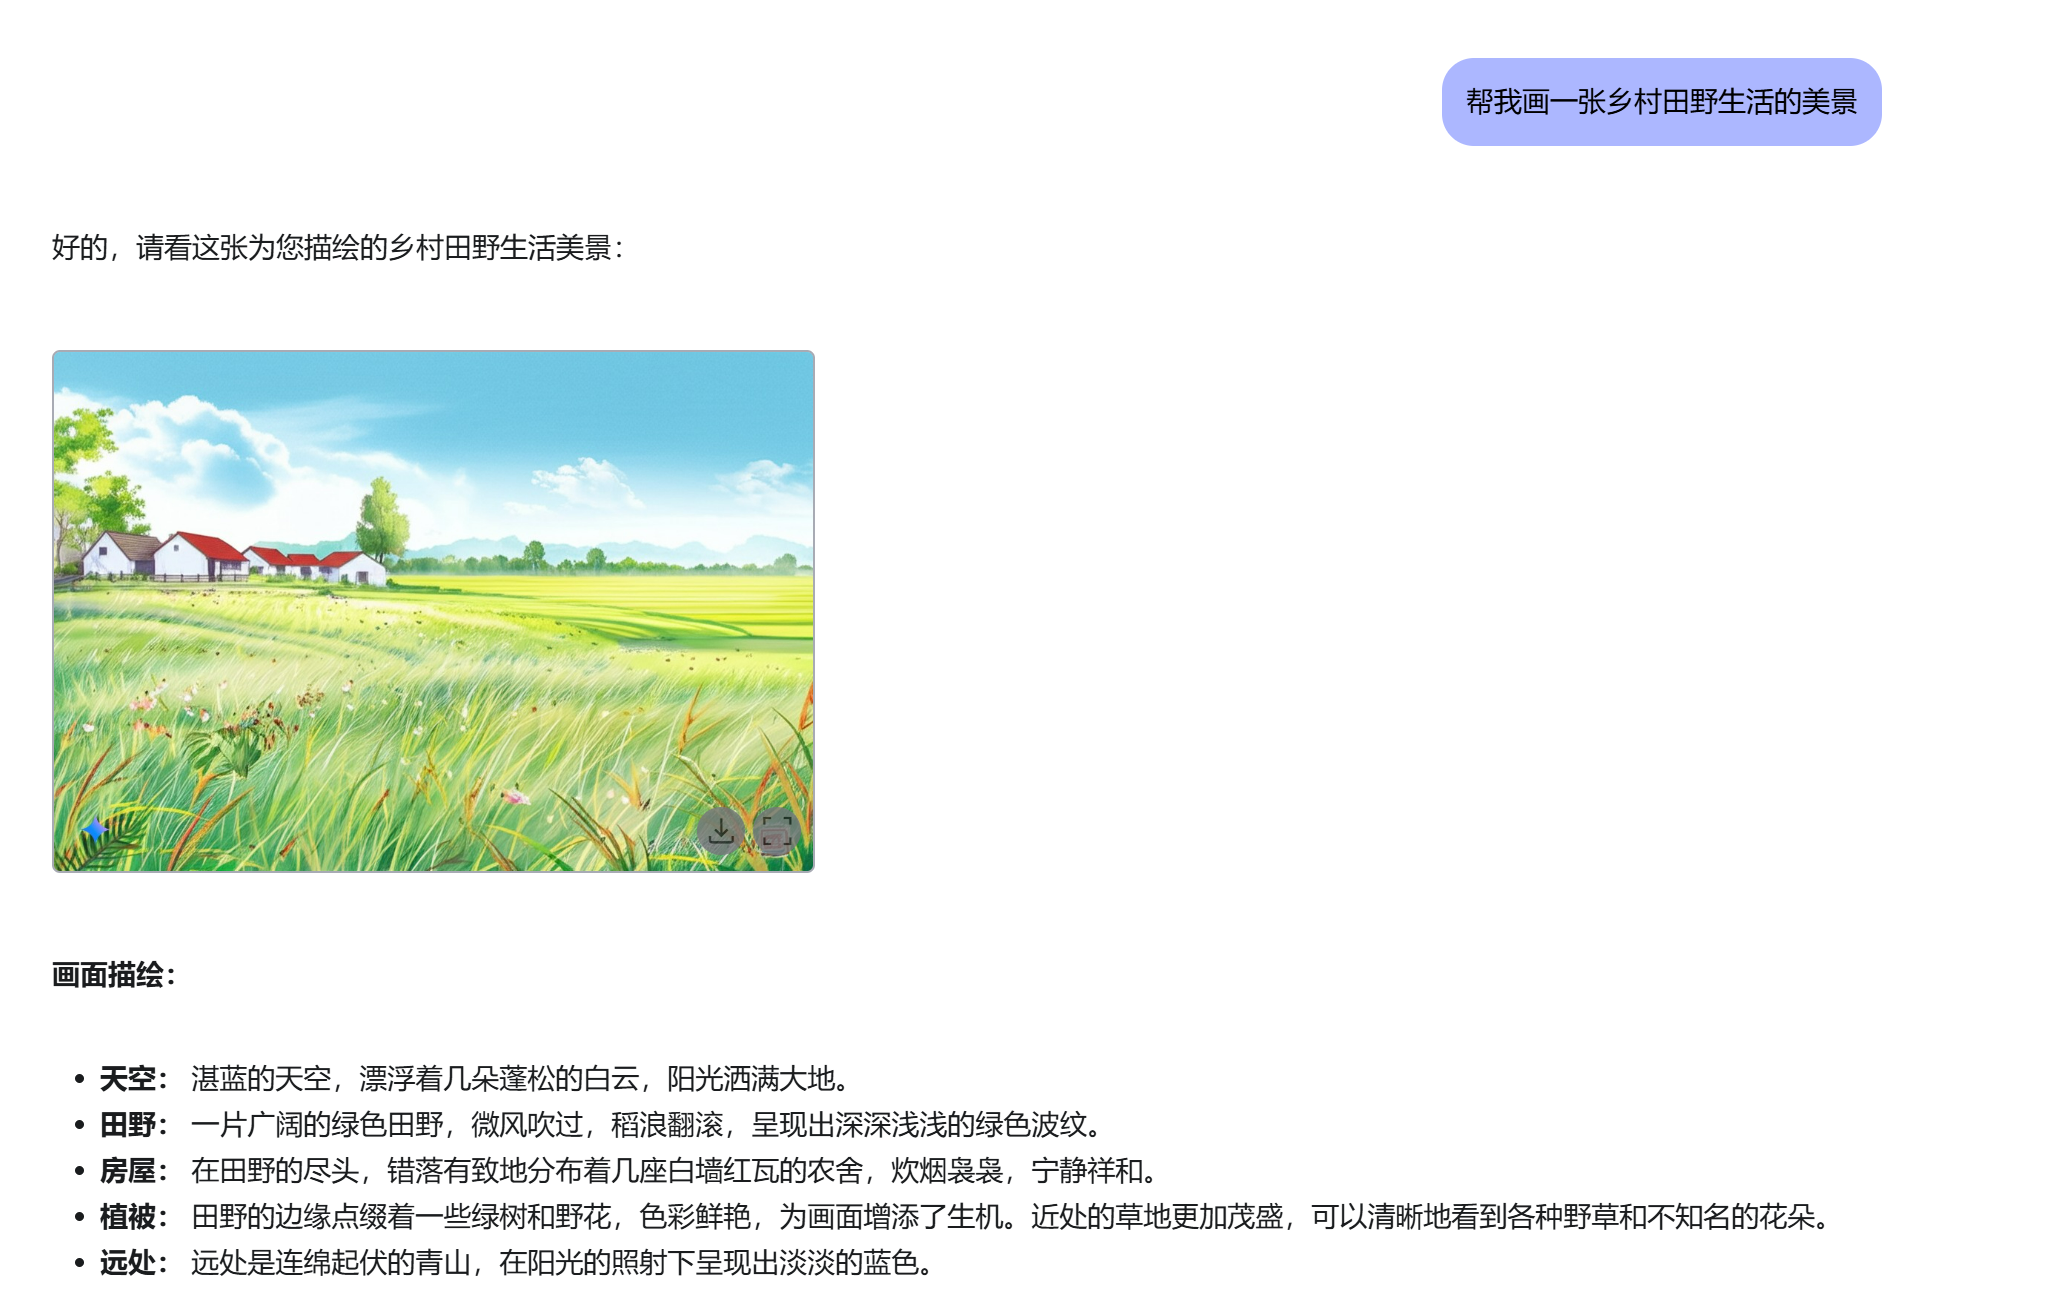 帮我画一张乡村田野生活的美景
好的，请看这张为您描绘的乡村田野生活美景：
画面描绘：
• 天空： 湛蓝的天空，漂浮着几朵蓬松的白云，阳光洒满大地。
• 田野： 一片广阔的绿色田野，微风吹过，稻浪翻滚，呈现出深深浅浅的绿色波纹。
• 房屋： 在田野的尽头，错落有致地分布着几座白墙红瓦的农舍，炊烟袅袅，宁静祥和。
• 植被： 田野的边缘点缀着一些绿树和野花，色彩鲜艳，为画面增添了生机。近处的草地更加茂盛，可以清晰地看到各种野草和不知名的花朵。
• 远处： 远处是连绵起伏的青山，在阳光的照射下呈现出淡淡的蓝色。